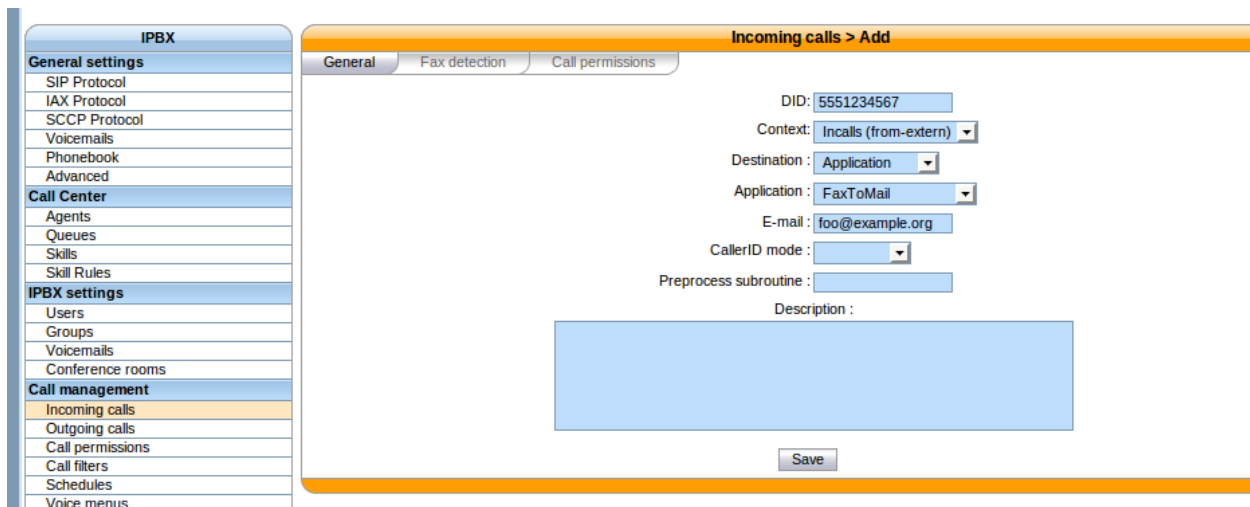 IPBX
General settings
SIP Protocol
IAX Protocol
SCCP Protocol
Voicemails
Phonebook
Advanced
Call Center
Agents
Queues
Skills
Skill Rules
IPBX settings
Users
Groups
Voicemails
Conference rooms
Call management
Incoming calls
Outgoing calls
Call permissions
Call filters
Schedules
Voice menus
Incoming calls > Add
General Fax detection Call permissions
DID: 5551234567
Context: Incalls (from-extern)
Destination : Application
Application : FaxToMail
E-mail : foo@example.org
CallerID mode :
Preprocess subroutine :
Description :
Save